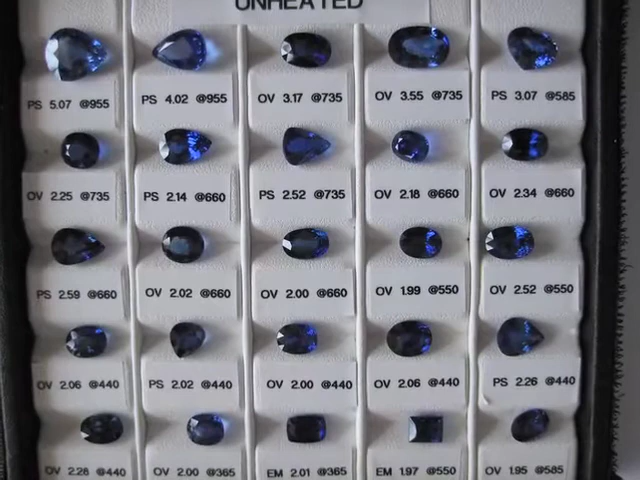 UNHEATED
PS 5.07 @955
PS 4.02 @955
OV 3.17 @735
OV 3.55 @735
PS 3.07 @585
OV 2.25 @735
PS 2.14 @660
PS 2.52 @735
OV 2.18 @660
OV 2.34 @660
PS 2.59 @660
OV 2.02 @660
OV 2.00 @660
OV 1.99 @550
OV 2.52 @550
OV 2.06 @440
PS 2.02 @440
OV 2.00 @440
OV 2.06 @440
PS 2.26 @440
OV 2.28 @440
OV 2.00 @365
EM 2.01 @365
EM 1.97 @550
OV 1.95 @585